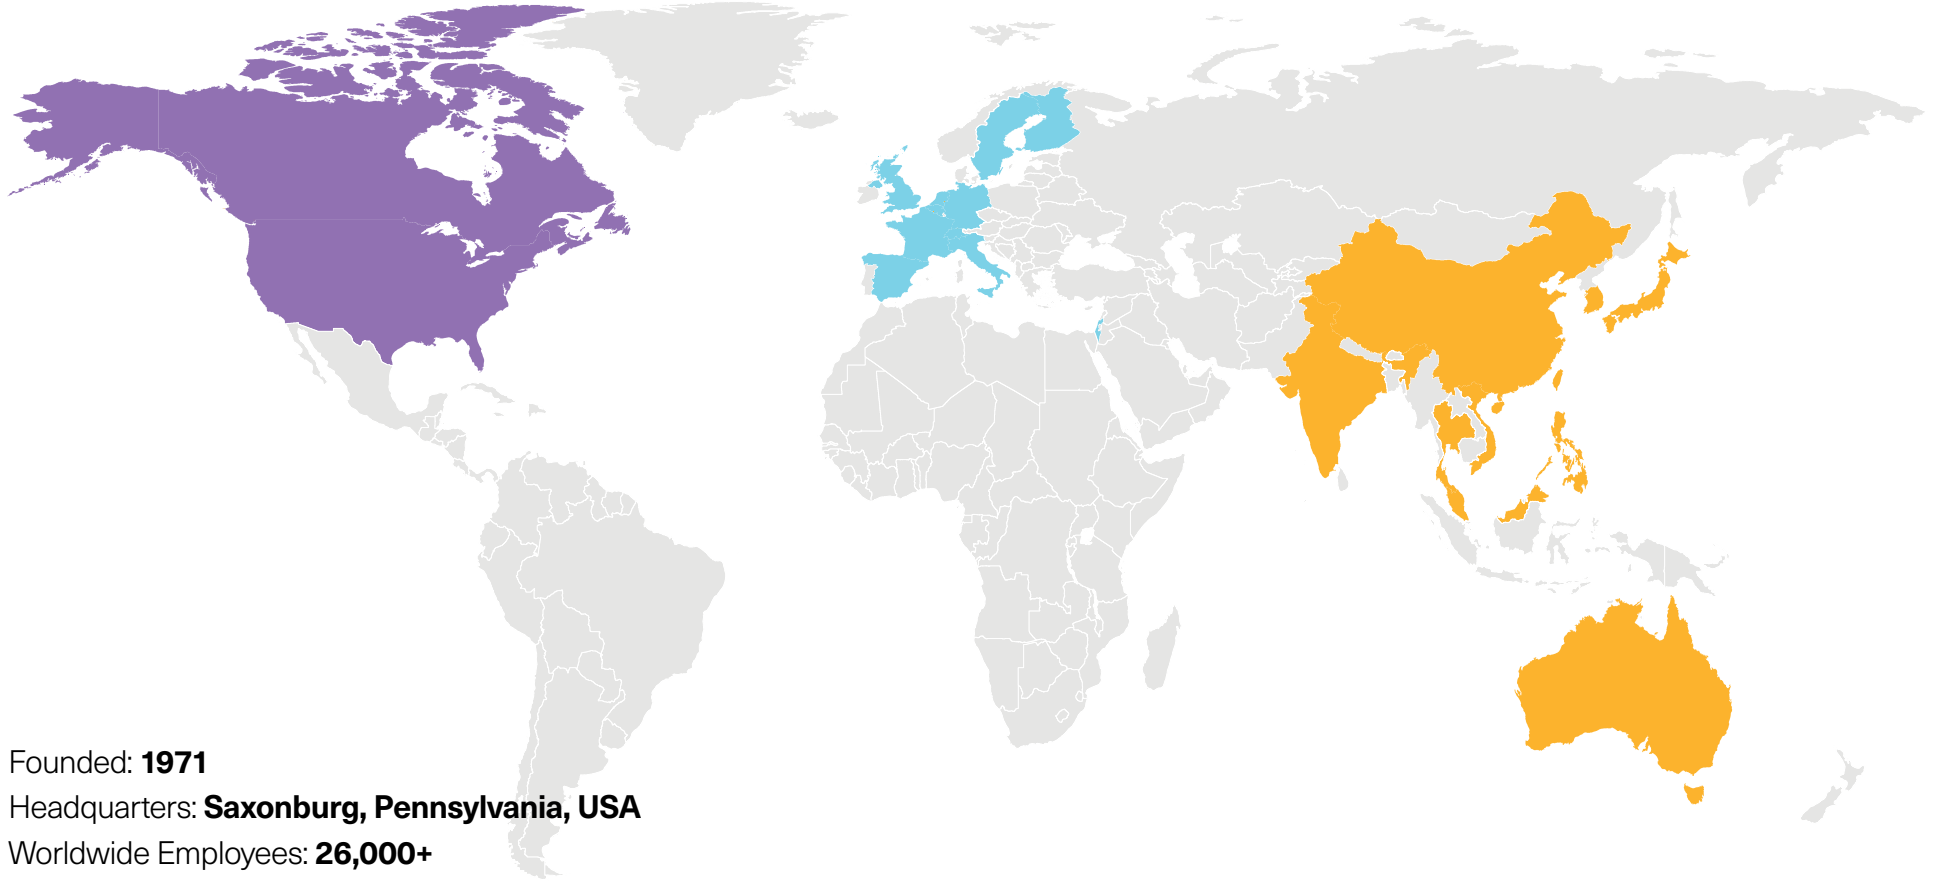 Founded: 1971
Headquarters: Saxonburg, Pennsylvania, USA
Worldwide Employees: 26,000+